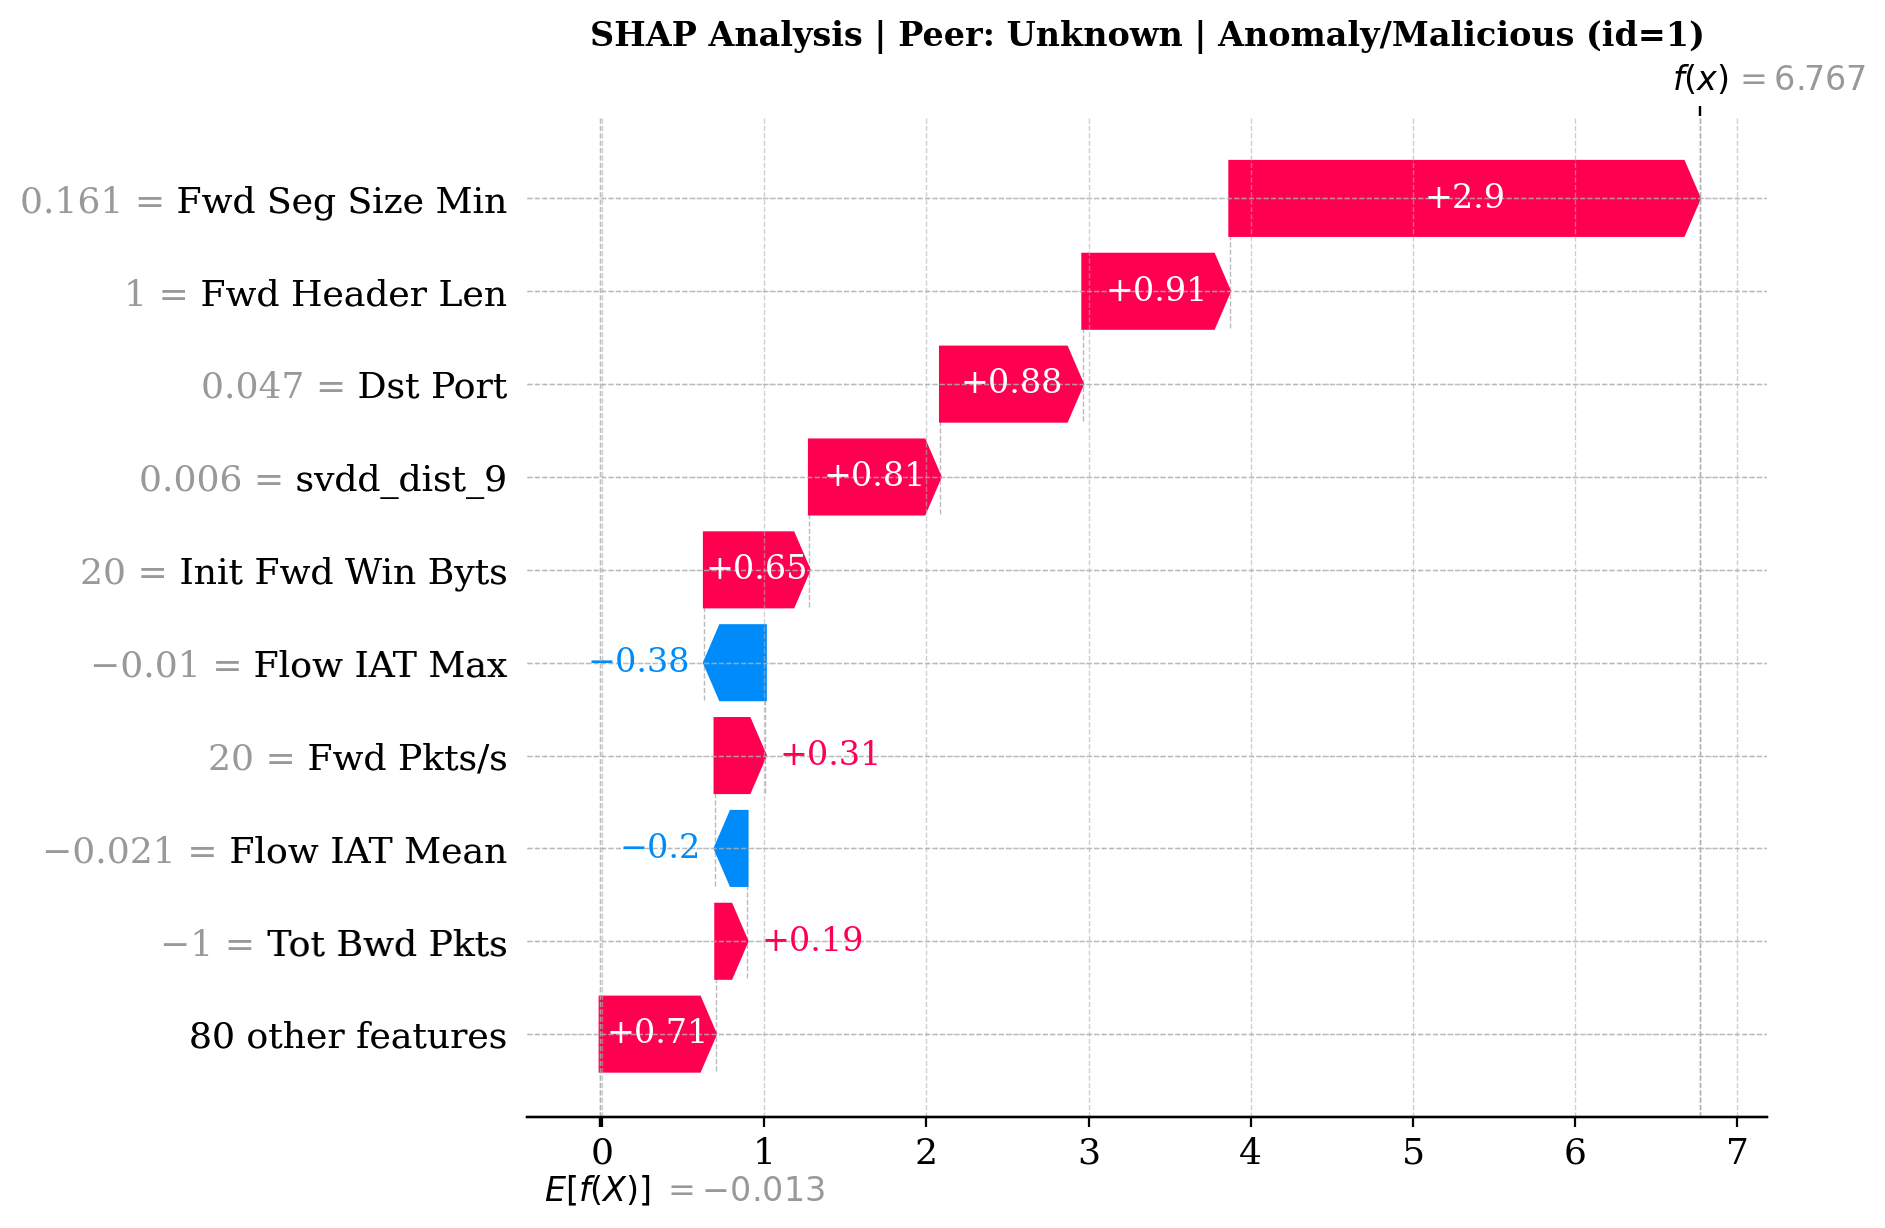 SHAP Analysis | Peer: Unknown | Anomaly/Malicious (id=1)
f(x) = 6.767
0.161 = Fwd Seg Size Min +2.9
1 = Fwd Header Len +0.91
0.047 = Dst Port +0.88
0.006 = svdd_dist_9 +0.81
20 = Init Fwd Win Byts +0.65
−0.01 = Flow IAT Max −0.38
20 = Fwd Pkts/s +0.31
−0.021 = Flow IAT Mean −0.2
−1 = Tot Bwd Pkts +0.19
80 other features +0.71
0 1 2 3 4 5 6 7
E[f(X)] = −0.013